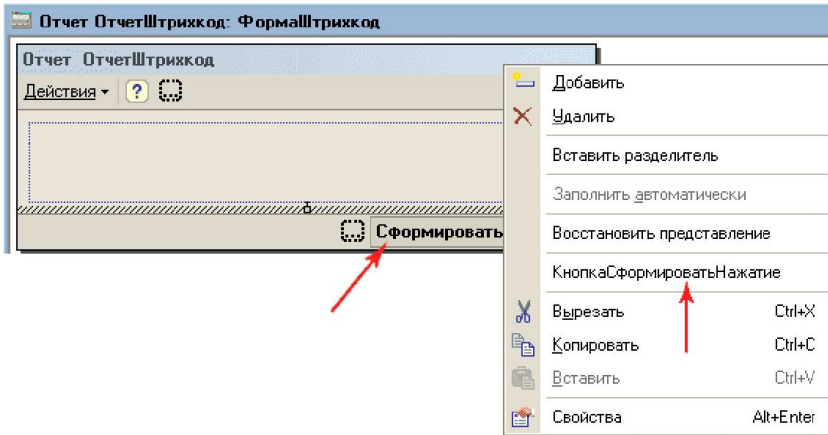 Отчет ОтчетШтрихкод: ФормаШтрихкод
Отчет ОтчетШтрихкод
Действия ?
Сформировать
Добавить
Удалить
Вставить разделитель
Заполнить автоматически
Восстановить представление
КнопкаСформироватьНажатие
Вырезать Ctrl+X
Копировать Ctrl+C
Вставить Ctrl+V
Свойства Alt+Enter